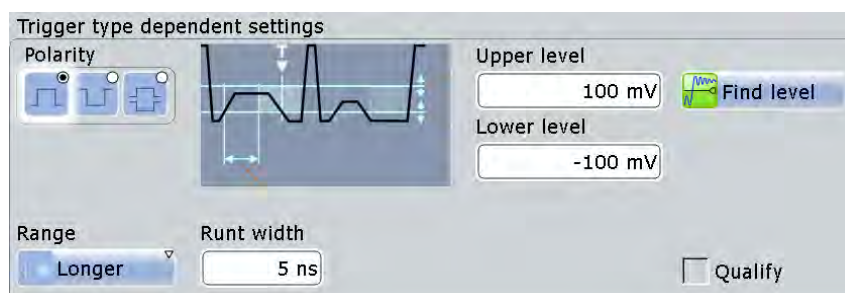 Trigger type dependent settings
Polarity
T
Upper level
100 mV
Find level
Lower level
-100 mV
Range
Runt width
Longer
5 ns
Qualify